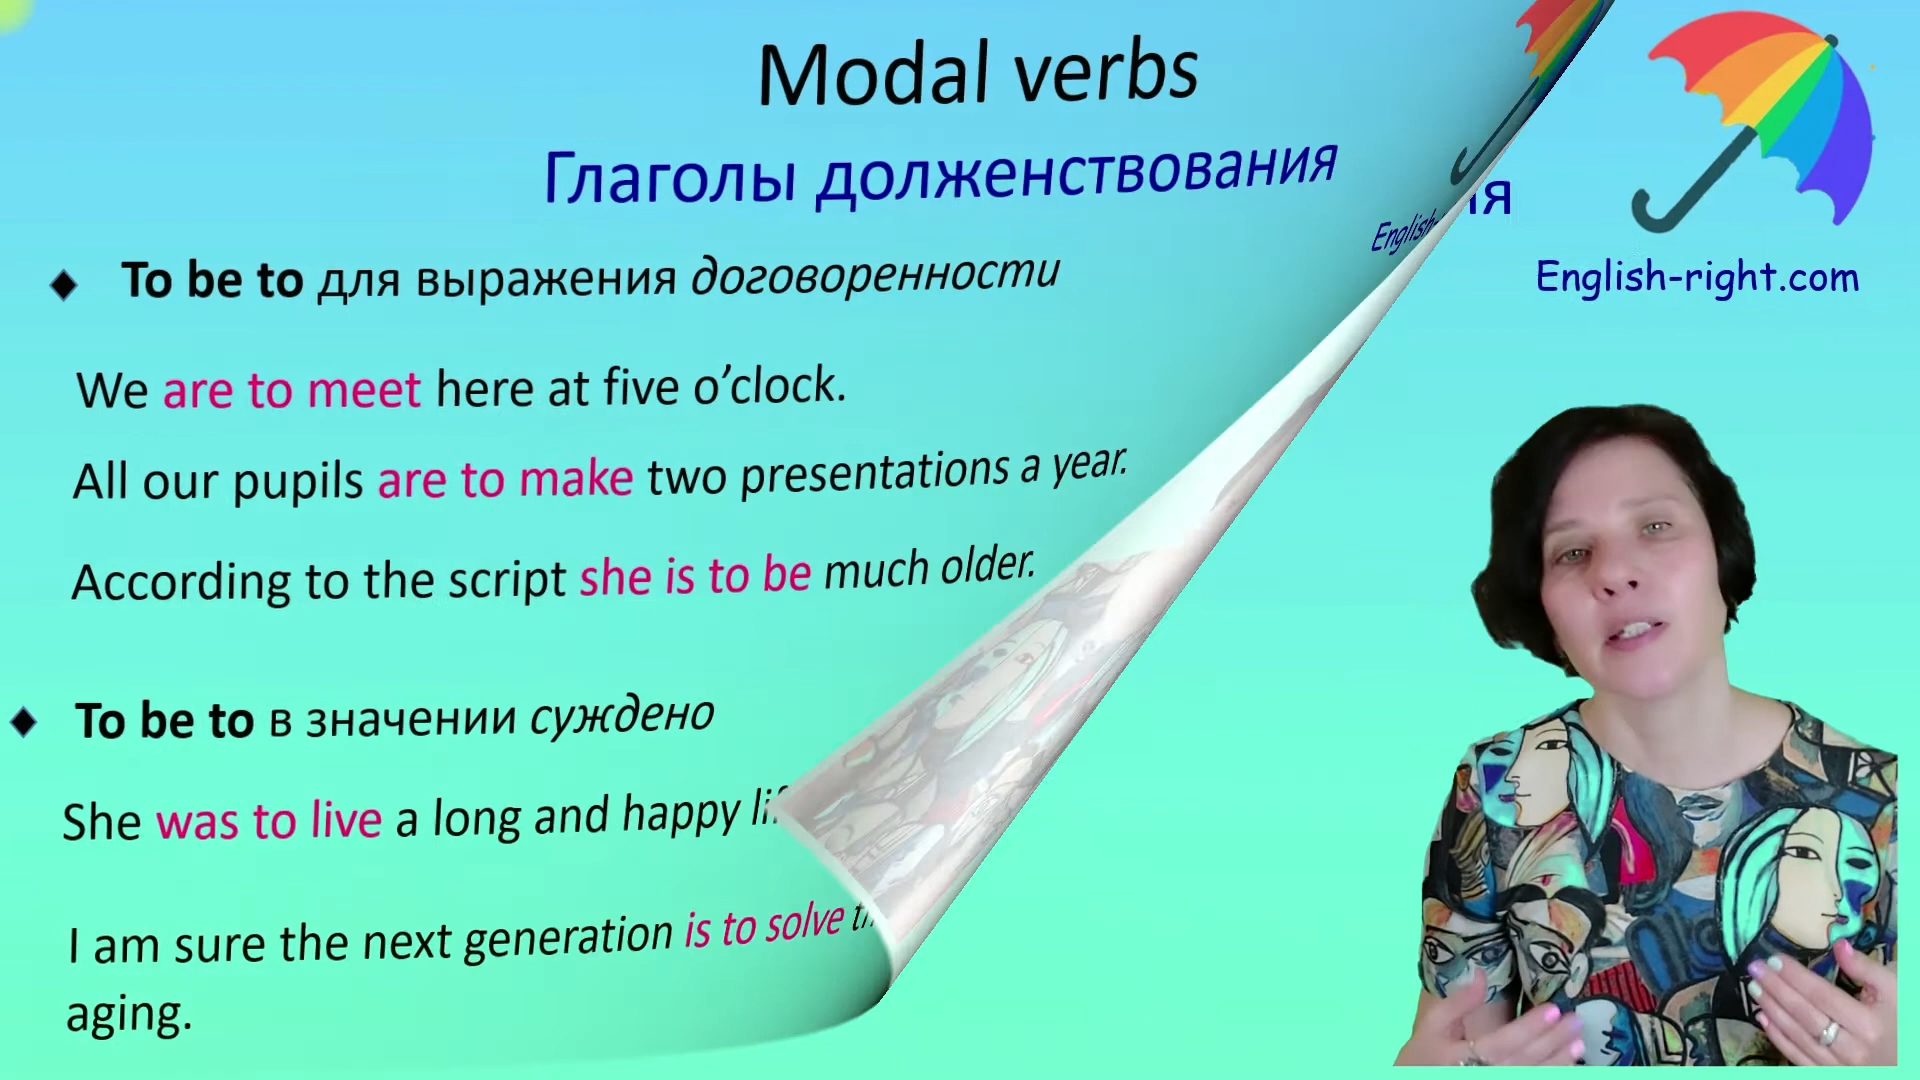 Modal verbs
Глаголы долженствования
ия
English-
English-right.com
To be to для выражения договоренности
We are to meet here at five o’clock.
All our pupils are to make two presentations a year.
According to the script she is to be much older.
To be to в значении суждено
She was to live a long and happy
I am sure the next generation is to solve
aging.